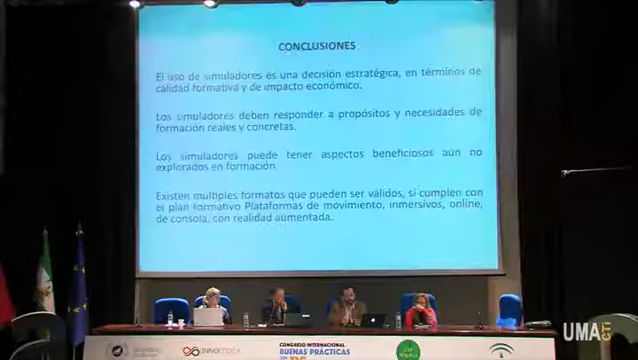 CONCLUSIONES
El uso de simuladores es una decisión estratégica, en términos de
calidad formativa y de impacto económico.
Los simuladores deben responder a propósitos y necesidades de
formación reales y concretas.
Los simuladores puede tener aspectos beneficiosos aún no
explorados en formación.
Existen multiples formatos que pueden ser válidos, si cumplen con
el plan formativo Plataformas de movimiento, inmersivos, online,
de consola, con realidad aumentada.
CONGRESO INTERNACIONAL
BUENAS PRÁCTICAS
UMA